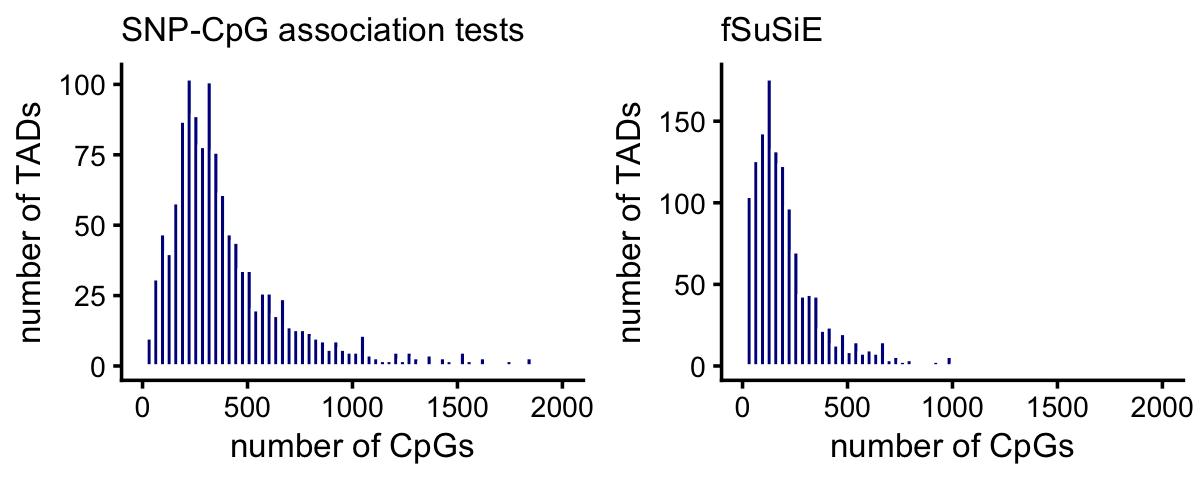 SNP-CpG association tests
number of TADs
100
75
50
25
0
0 500 1000 1500 2000
number of CpGs
fSuSiE
number of TADs
150
100
50
0
0 500 1000 1500 2000
number of CpGs